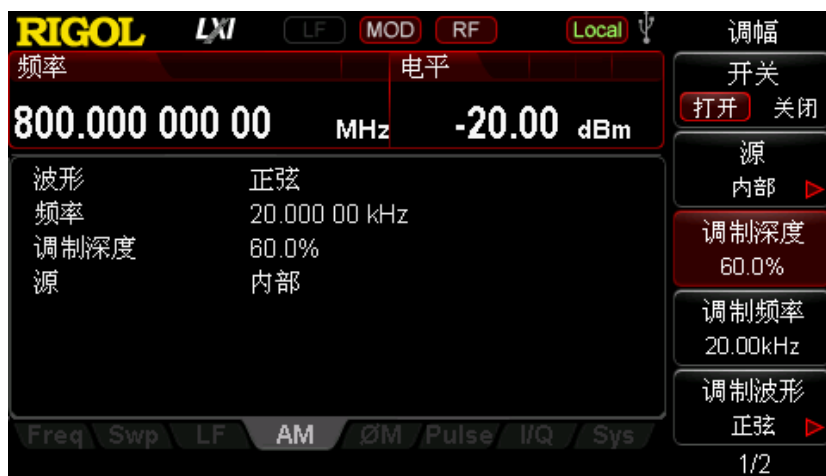 RIGOL LXI LF MOD RF Local
频率 电平
800.000 000 00 MHz -20.00 dBm
波形 正弦
频率 20.000 00 kHz
调制深度 60.0%
源 内部
Freq Swp LF AM ØM Pulse I/Q Sys
调幅
开关
打开 关闭
源
内部
调制深度
60.0%
调制频率
20.00kHz
调制波形
正弦
1/2